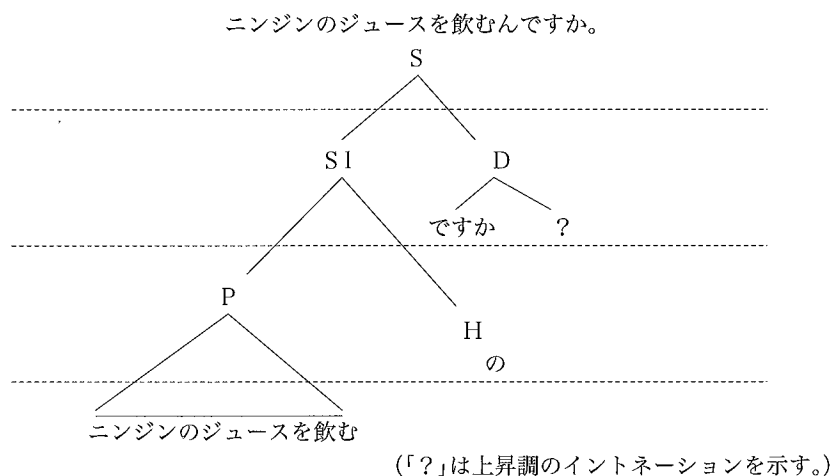 ニンジンのジュースを飲むんですか。
S
S I D
ですか ?
P
H
の
ニンジンのジュースを飲む
(「?」は上昇調のイントネーションを示す。)